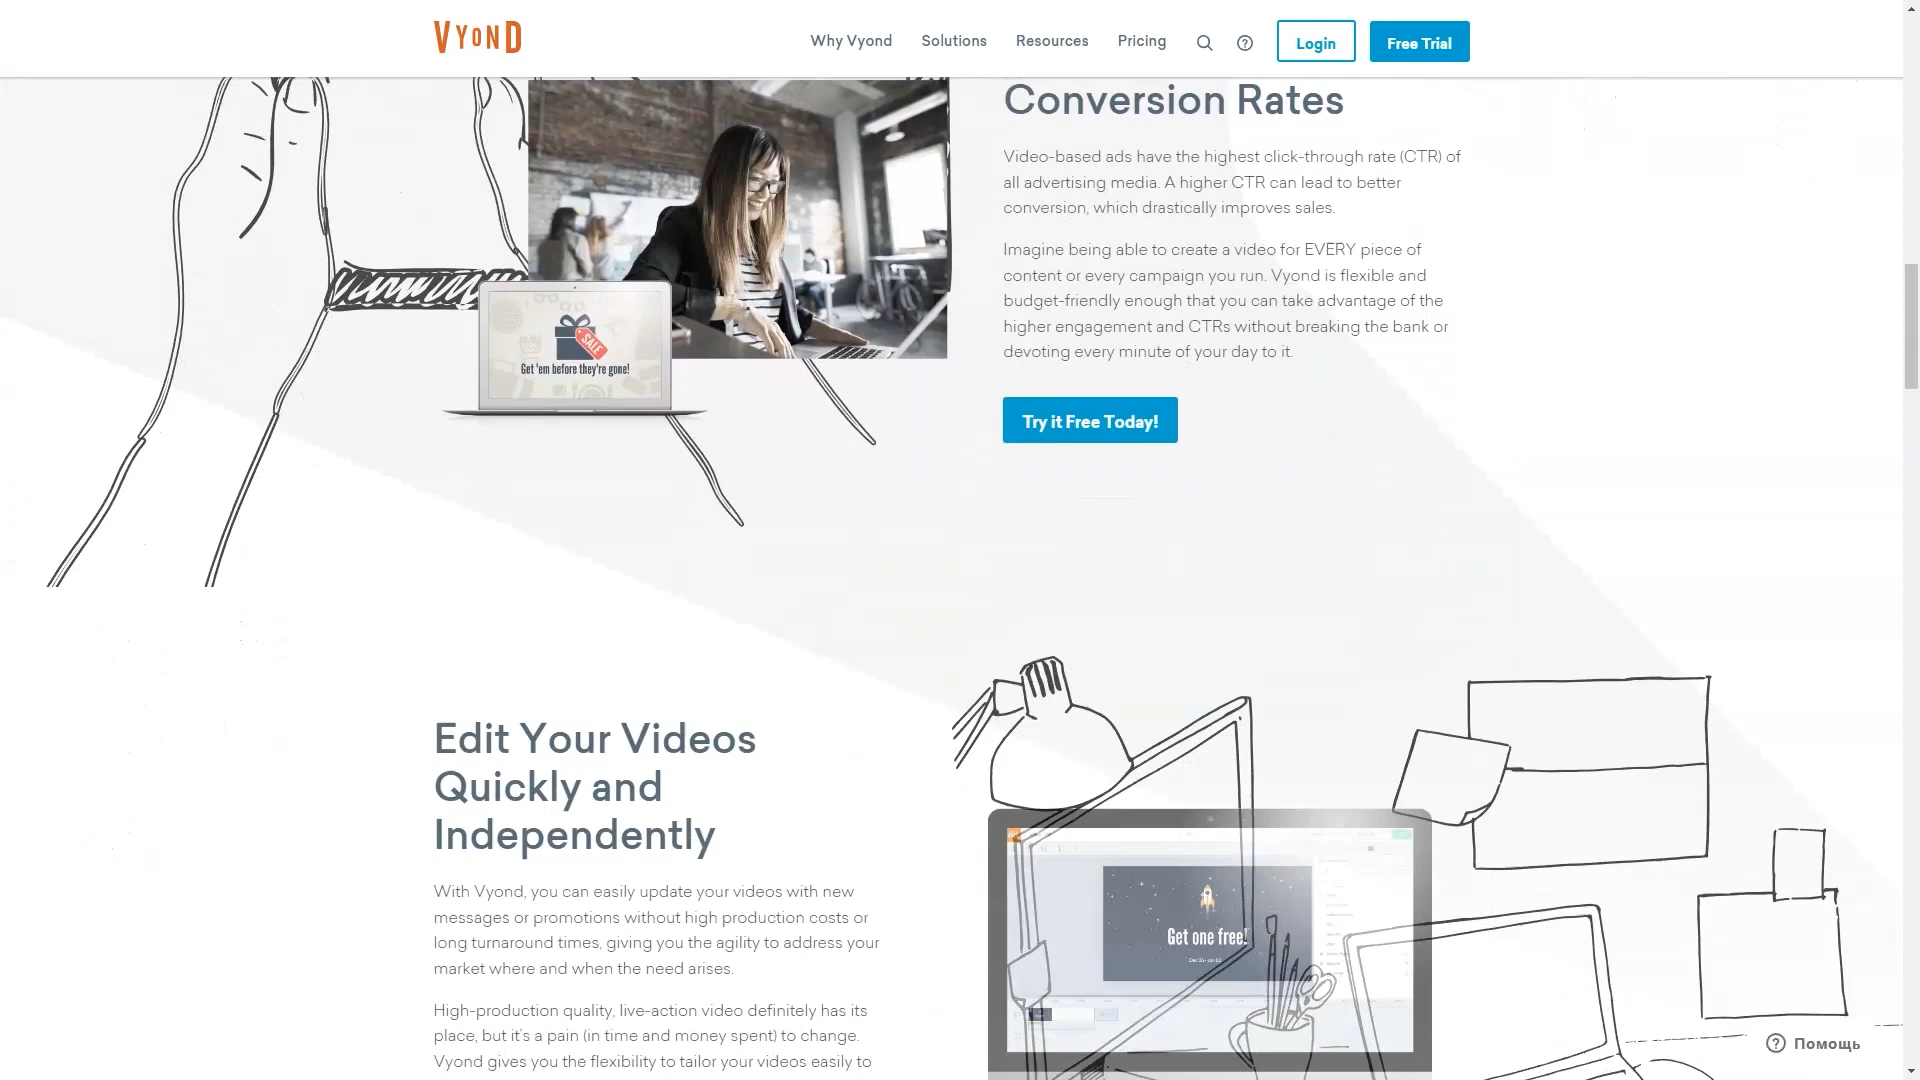 VYOND
Why Vyond
Solutions
Resources
Pricing
Login
Free Trial
Conversion Rates
Video-based ads have the highest click-through rate (CTR) of
all advertising media. A higher CTR can lead to better
conversion, which drastically improves sales.
Imagine being able to create a video for EVERY piece of
content or every campaign you run. Vyond is flexible and
budget-friendly enough that you can take advantage of the
higher engagement and CTRs without breaking the bank or
devoting every minute of your day to it.
Try it Free Today!
SALE
Get 'em before they're gone!
Edit Your Videos
Quickly and
Independently
With Vyond, you can easily update your videos with new
messages or promotions without high production costs or
long turnaround times, giving you the agility to address your
market where and when the need arises.
High-production quality, live-action video definitely has its
place, but it's a pain (in time and money spent) to change.
Vyond gives you the flexibility to tailor your videos easily to
Get one free!
Помощь